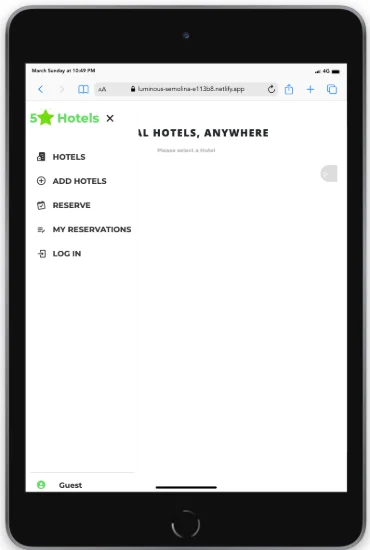 March Sunday at 10:49 PM
4G
AA
luminous-semolina-e113b8.netlify.app
5 Hotels ×
AL HOTELS, ANYWHERE
Please select a Hotel
HOTELS
ADD HOTELS
RESERVE
MY RESERVATIONS
LOG IN
Guest